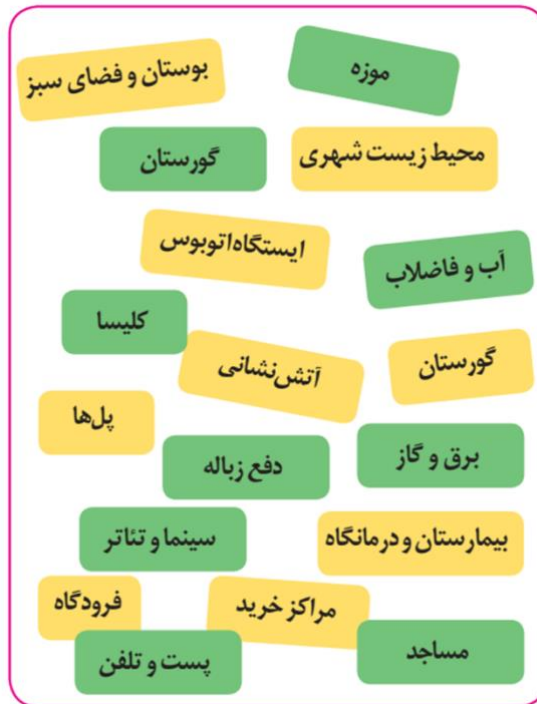 موزه
بوستان و فضای سبز
محیط زیست شهری
گورستان
ایستگاه اتوبوس
آب و فاضلاب
کلیسا
گورستان
آتش‌نشانی
پل‌ها
برق و گاز
دفع زباله
بیمارستان و درمانگاه
سینما و تئاتر
مراکز خرید
فرودگاه
مساجد
پست و تلفن